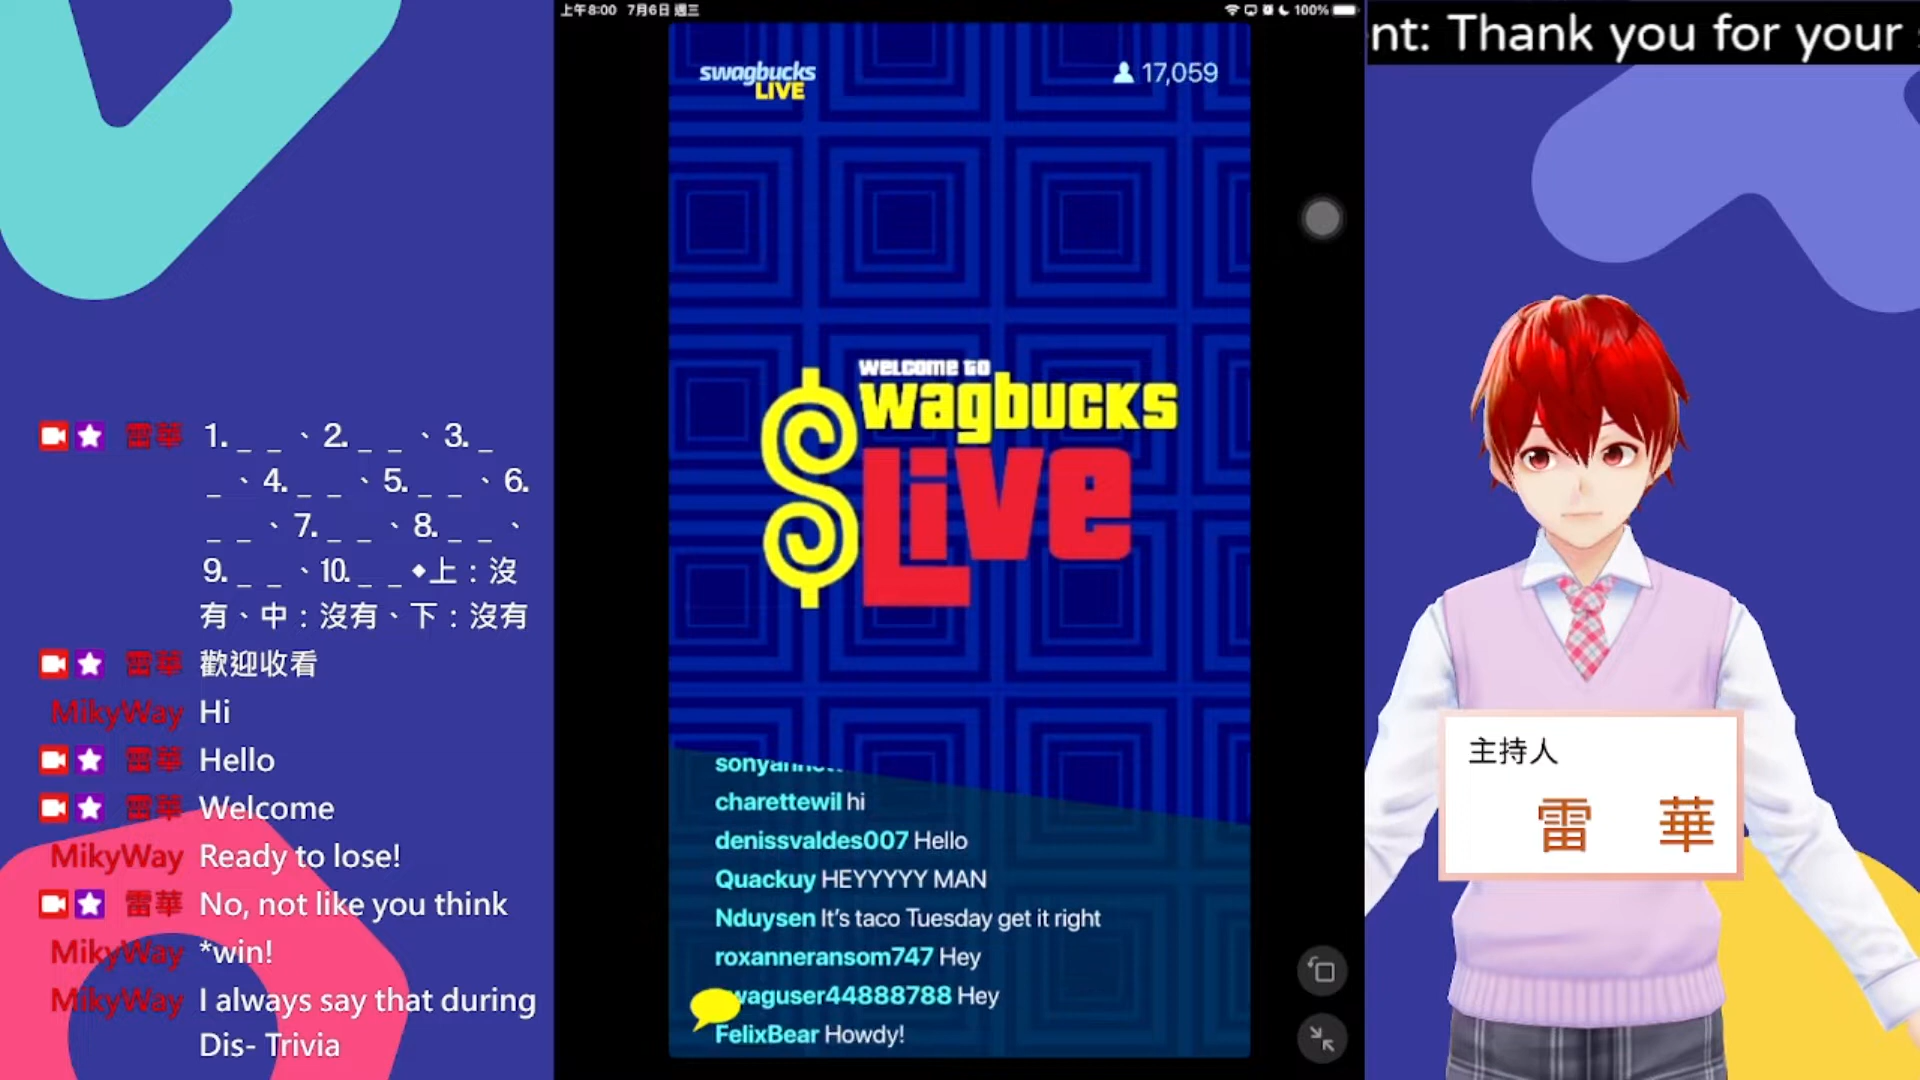 上午8:00 7月6日 週三
100%
nt: Thank you for your
swagbucks
LIVE
17,059
WELCOME TO
$wagbucks
Live
1. _ _ 、2. _ _ 、3. _
_ 、4. _ _ 、5. _ _ 、6.
_ _ 、7. _ _ 、8. _ _ 、
9. _ _ 、10. _ _ ◆上：沒
有、中：沒有、下：沒有
雷華 歡迎收看
MikyWay Hi
雷華 Hello
雷華 Welcome
MikyWay Ready to lose!
雷華 No, not like you think
MikyWay *win!
MikyWay I always say that during
Dis- Trivia
charettewil hi
denissvaldes007 Hello
Quackuy HEYYYYY MAN
Nduysen It's taco Tuesday get it right
roxanneransom747 Hey
waguser44888788 Hey
FelixBear Howdy!
主持人
雷 華